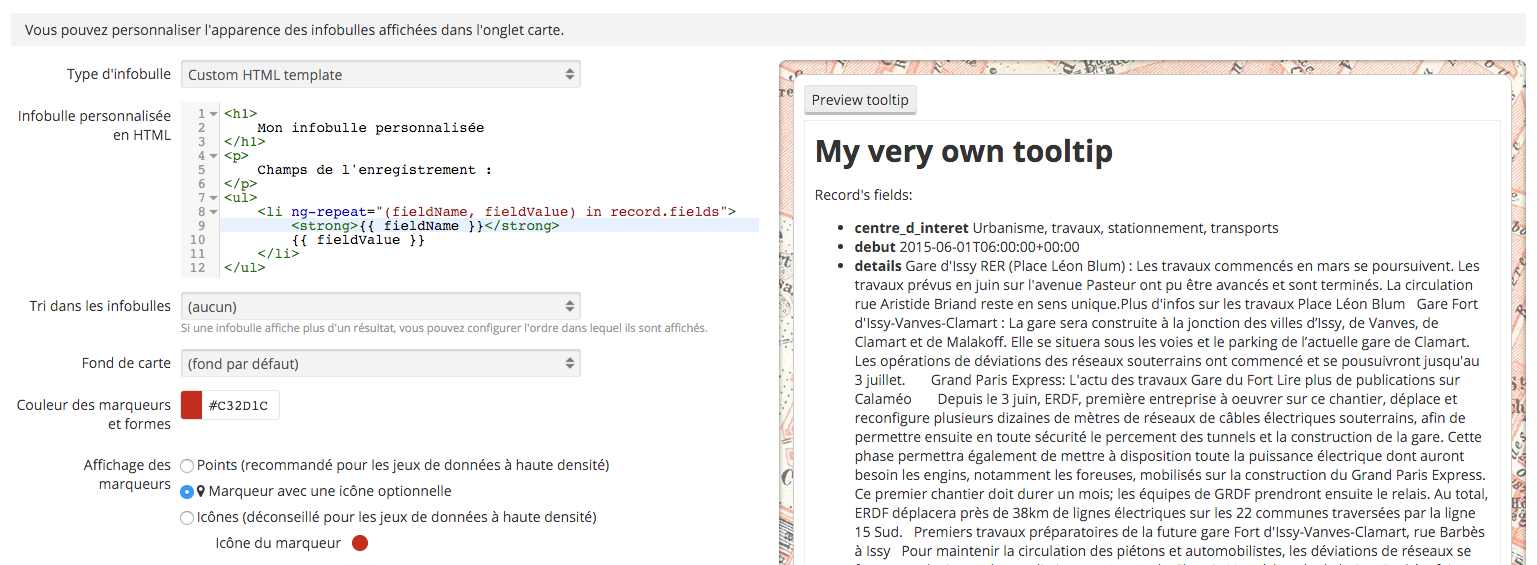 Vous pouvez personnaliser l'apparence des infobulles affichées dans l'onglet carte.
Type d'infobulle
Custom HTML template
Infobulle personnalisée
en HTML
1 <h1>
2 Mon infobulle personnalisée
3 </h1>
4 <p>
5 Champs de l'enregistrement :
6 </p>
7 <ul>
8 <li ng-repeat="(fieldName, fieldValue) in record.fields">
9 <strong>{{ fieldName }}</strong>
10 {{ fieldValue }}
11 </li>
12 </ul>
Tri dans les infobulles
(aucun)
Si une infobulle affiche plus d'un résultat, vous pouvez configurer l'ordre dans lequel ils sont affichés.
Fond de carte
(fond par défaut)
Couleur des marqueurs
et formes
#C32D1C
Affichage des
marqueurs
Points (recommandé pour les jeux de données à haute densité)
Marqueur avec une icône optionnelle
Icônes (déconseillé pour les jeux de données à haute densité)
Icône du marqueur
Preview tooltip
My very own tooltip
Record's fields:
• centre_d_interet Urbanisme, travaux, stationnement, transports
• debut 2015-06-01T06:00:00+00:00
• details Gare d'Issy RER (Place Léon Blum) : Les travaux commencés en mars se poursuivent. Les
travaux prévus en juin sur l'avenue Pasteur ont pu être avancés et sont terminés. La circulation
rue Aristide Briand reste en sens unique.Plus d'infos sur les travaux Place Léon Blum Gare Fort
d'Issy-Vanves-Clamart : La gare sera construite à la jonction des villes d’Issy, de Vanves, de
Clamart et de Malakoff. Elle se situera sous les voies et le parking de l’actuelle gare de Clamart.
Les opérations de déviations des réseaux souterrains ont commencé et se pousuivront jusqu'au
3 juillet. Grand Paris Express: L'actu des travaux Gare du Fort Lire plus de publications sur
Calaméo Depuis le 3 juin, ERDF, première entreprise à oeuvrer sur ce chantier, déplace et
reconfigure plusieurs dizaines de mètres de réseaux de câbles électriques souterrains, afin de
permettre ensuite en toute sécurité le percement des tunnels et la construction de la gare. Cette
phase permettra également de mettre à disposition toute la puissance électrique dont auront
besoin les engins, notamment les foreuses, mobilisés sur la construction du Grand Paris Express.
Ce premier chantier doit durer un mois; les équipes de GRDF prendront ensuite le relais. Au total,
ERDF déplacera près de 38km de lignes électriques sur les 22 communes traversées par la ligne
15 Sud. Premiers travaux préparatoires de la future gare Fort d'Issy-Vanves-Clamart, rue Barbès
à Issy Pour maintenir la circulation des piétons et automobilistes, les déviations de réseaux se